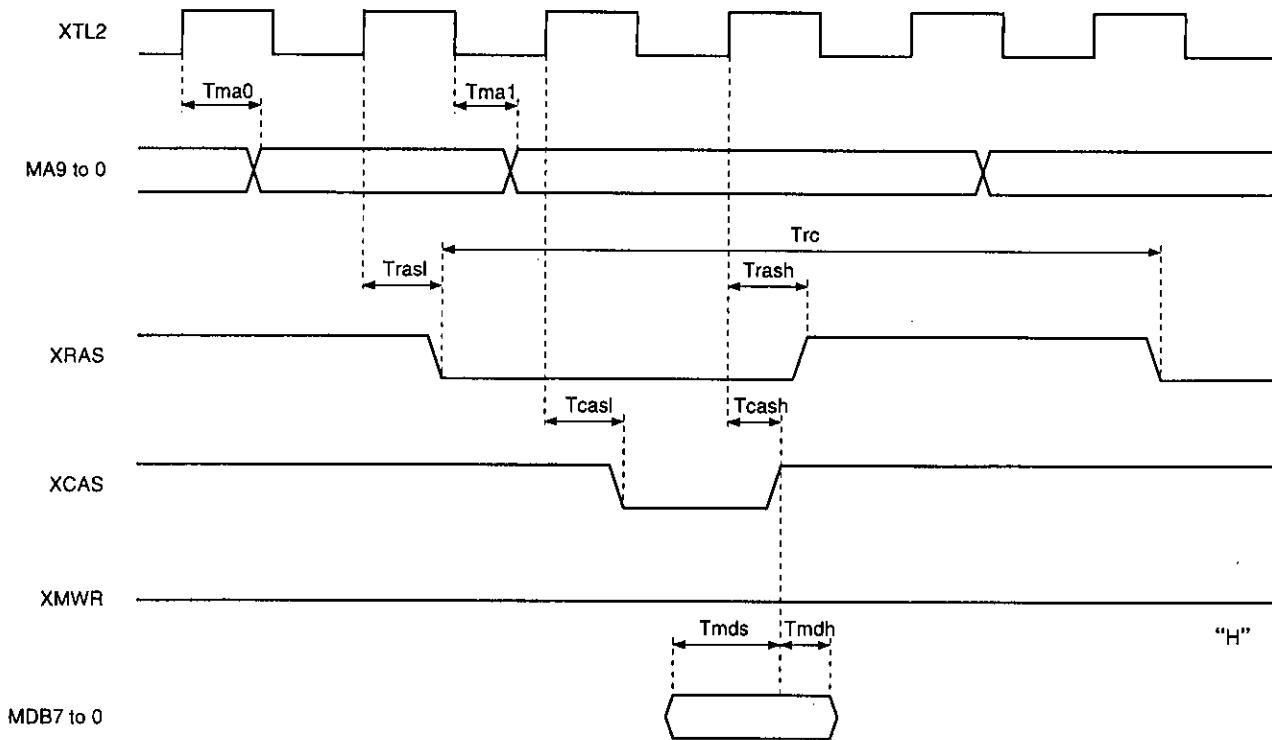 XTL2
Tma0
Tma1
MA9 to 0
Trc
Trasl
Trash
XRAS
Tcasl
Tcash
XCAS
XMWR
Tmds
Tmdh
“H”
MDB7 to 0